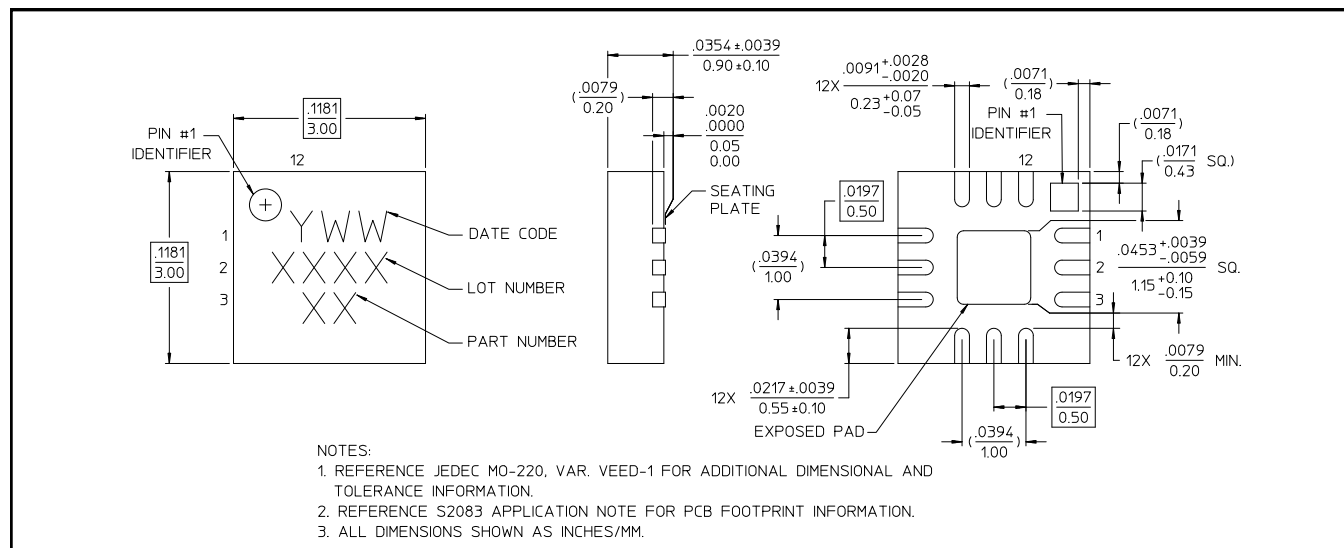 .1181
3.00
PIN #1
IDENTIFIER
12
.1181
3.00
1
2
3
YWW
XXXX
XX
DATE CODE
LOT NUMBER
PART NUMBER
.0354 ±.0039
0.90 ±0.10
(.0079
0.20)
.0020
.0000
0.05
0.00
SEATING
PLATE
12X .0091 +.0028
-.0020
0.23 +0.07
-0.05
(.0071
0.18)
PIN #1
IDENTIFIER
12
(.0071
0.18)
(.0171
0.43 SQ.)
.0197
0.50
(.0394
1.00)
1
2
3
.0453 +.0039
-.0059 SQ.
1.15 +0.10
-0.15
12X .0079
0.20 MIN.
12X .0217 ±.0039
0.55 ±0.10
EXPOSED PAD
.0197
0.50
(.0394
1.00)
NOTES:
1. REFERENCE JEDEC MO-220, VAR. VEED-1 FOR ADDITIONAL DIMENSIONAL AND
TOLERANCE INFORMATION.
2. REFERENCE S2083 APPLICATION NOTE FOR PCB FOOTPRINT INFORMATION.
3. ALL DIMENSIONS SHOWN AS INCHES/MM.